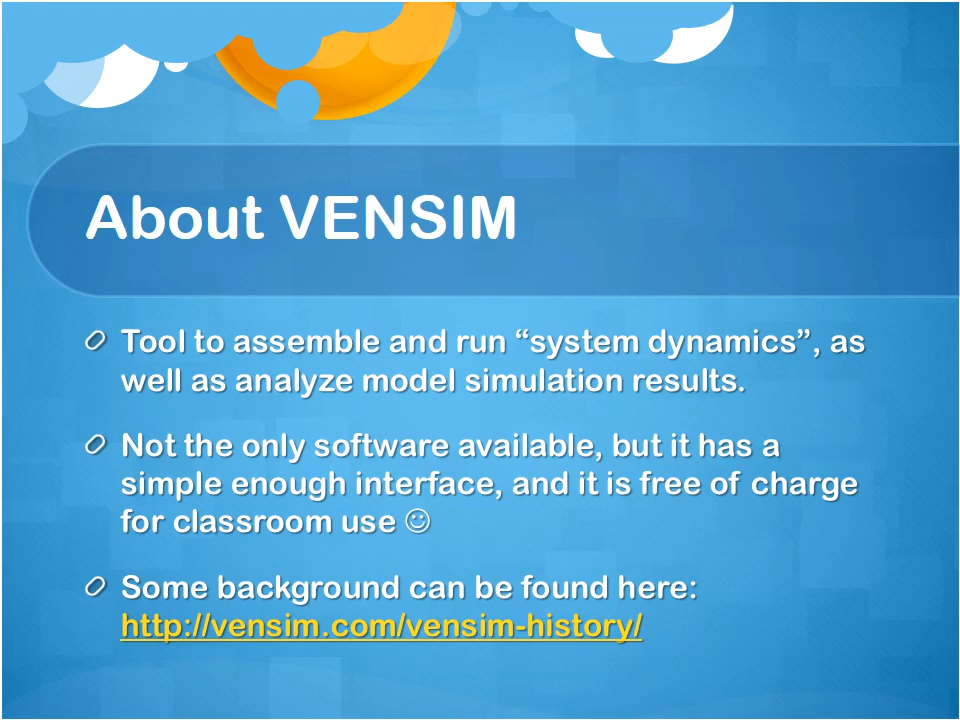 About VENSIM
Tool to assemble and run “system dynamics”, as
well as analyze model simulation results.
Not the only software available, but it has a
simple enough interface, and it is free of charge
for classroom use ☺
Some background can be found here:
http://vensim.com/vensim-history/